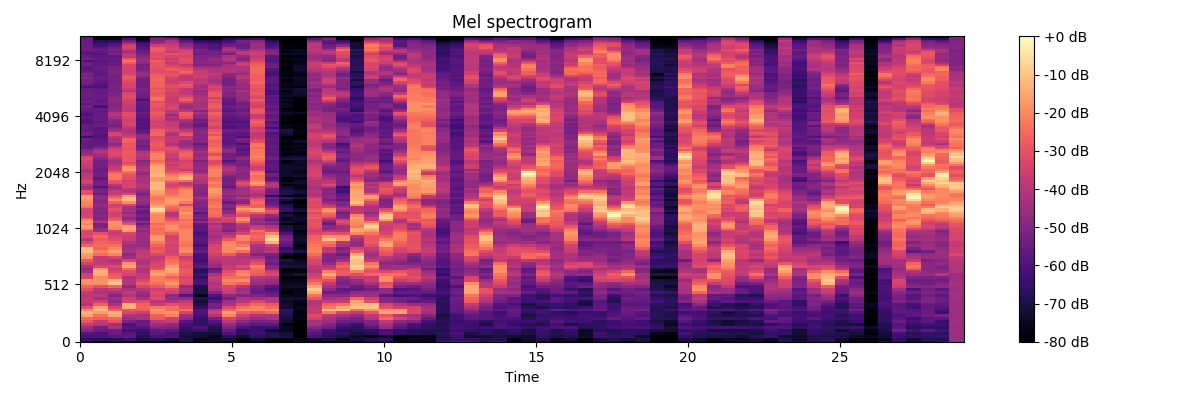 Mel spectrogram
8192
4096
2048
1024
512
0
Hz
0 5 10 15 20 25
Time
+0 dB
-10 dB
-20 dB
-30 dB
-40 dB
-50 dB
-60 dB
-70 dB
-80 dB